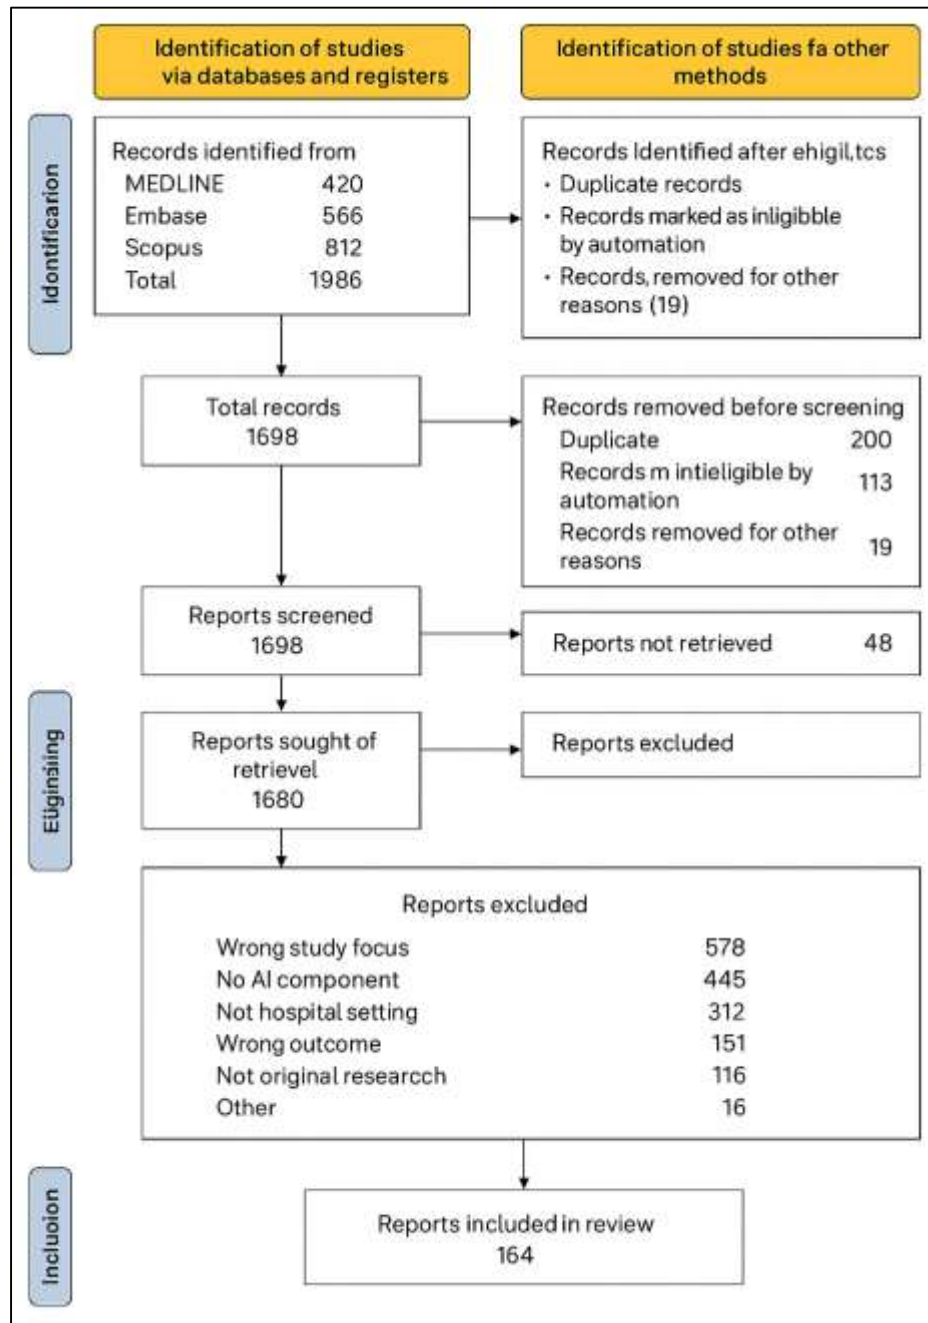 Identification of studies
via databases and registers
Identification of studies fa other
methods
Idontificarion
Records identified from
MEDLINE 420
Embase 566
Scopus 812
Total 1986
Records Identified after ehigil,tcs
· Duplicate records
· Records marked as inligibble
by automation
· Records, removed for other
reasons (19)
Total records
1698
Records removed before screening
Duplicate 200
Records m intieligible by
automation 113
Records removed for other
reasons 19
Reports screened
1698
Reports not retrieved 48
Reports sought of
retrievel
1680
Reports excluded
Reports excluded
Wrong study focus 578
No AI component 445
Not hospital setting 312
Wrong outcome 151
Not original researcch 116
Other 16
Incluoion
Reports included in review
164